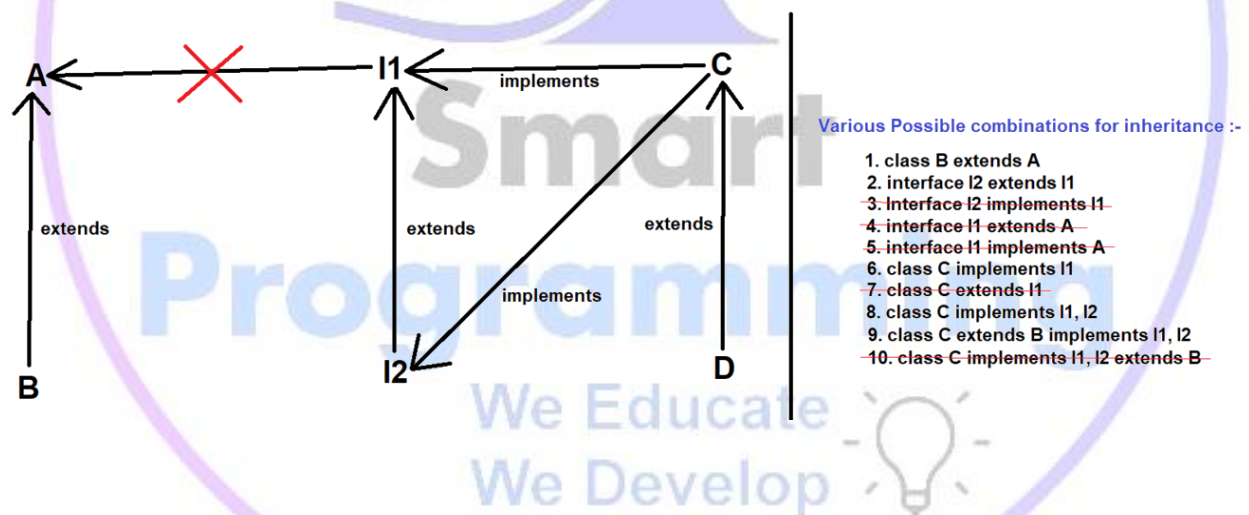 A
I1
C
implements
extends
extends
extends
implements
B
I2
D
Various Possible combinations for inheritance :-
1. class B extends A
2. interface I2 extends I1
3. Interface I2 implements I1
4. interface I1 extends A
5. interface I1 implements A
6. class C implements I1
7. class C extends I1
8. class C implements I1, I2
9. class C extends B implements I1, I2
10. class C implements I1, I2 extends B
Smart
Programming
We Educate
We Develop